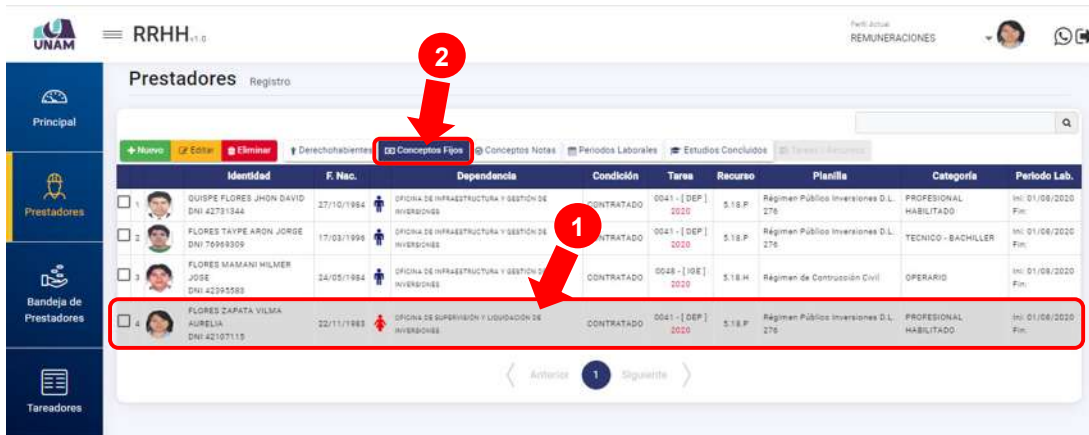 UNAM
RRHH v1.0
Perfil Actual
REMUNERACIONES
2
Prestadores Registro
Principal
Nuevo Editar Eliminar Derechohabientes Conceptos Fijos Conceptos Notas Periodos Laborales Estudios Concluidos
Identidad F. Nac. Dependencia Condición Tarea Recurso Planilla Categoría Periodo Lab.
1 QUISPE FLORES JHON DAVID
DNI 42731344
27/10/1984
OFICINA DE INFRAESTRUCTURA Y GESTIÓN DE
INVERSIONES
CONTRATADO
0041 - [ DEP ]
2020
5.18.P
Régimen Público Inversiones D.L.
276
PROFESIONAL
HABILITADO
Ini: 01/08/2020
Fin:
Prestadores
2 FLORES TAYPE ARON JORGE
DNI 76969309
17/03/1996
OFICINA DE INFRAESTRUCTURA Y GESTIÓN DE
INVERSIONES
CONTRATADO
0041 - [ DEP ]
2020
5.18.P
Régimen Público Inversiones D.L.
276
TECNICO - BACHILLER
Ini: 01/08/2020
Fin:
1
3 FLORES MAMANI HILMER
JOSE
DNI 42395583
24/05/1984
OFICINA DE INFRAESTRUCTURA Y GESTIÓN DE
INVERSIONES
CONTRATADO
0048 - [ IGE ]
2020
5.18.H
Régimen de Contrucción Civil
OPERARIO
Ini: 01/08/2020
Fin:
Bandeja de
Prestadores
4 FLORES ZAPATA VILMA
AURELIA
DNI 42107115
22/11/1983
OFICINA DE SUPERVISIÓN Y LIQUIDACIÓN DE
INVERSIONES
CONTRATADO
0041 - [ DEP ]
2020
5.18.P
Régimen Público Inversiones D.L.
276
PROFESIONAL
HABILITADO
Ini: 01/08/2020
Fin:
Anterior 1 Siguiente
Tareadores